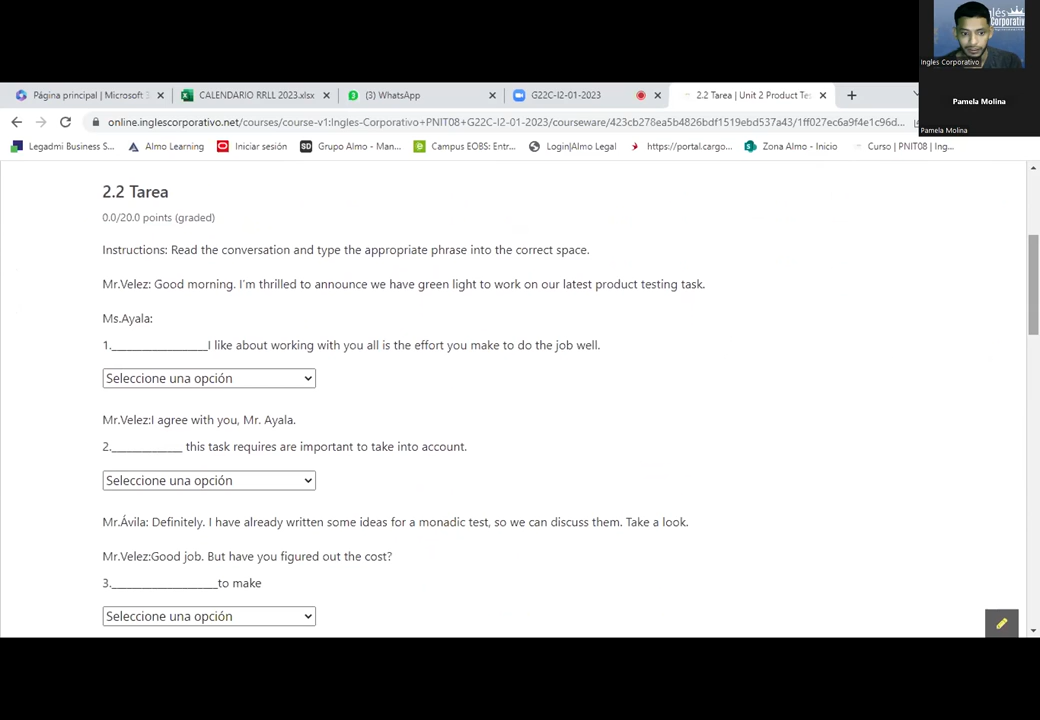 glés
Corporativo
Ingles Corporativo
Pamela Molina
Pamela Molina
Página principal | Microsoft
CALENDARIO RRLL 2023.xlsx
(3) WhatsApp
G22C-I2-01-2023
2.2 Tarea | Unit 2 Product Te
online.inglescorporativo.net/courses/course-v1:Ingles-Corporativo+PNIT08+G22C-I2-01-2023/courseware/423cb278ea5b4826bdf1519ebd537a43/1ff027ec6a9f4e1c96d...
Legadmi Business S...
Almo Learning
Iniciar sesión
SD Grupo Almo - Man...
Campus EOBS: Entr...
Login|Almo Legal
https://portal.cargo...
Zona Almo - Inicio
Curso | PNIT08 | Ing...
2.2 Tarea
0.0/20.0 points (graded)
Instructions: Read the conversation and type the appropriate phrase into the correct space.
Mr.Velez: Good morning. I'm thrilled to announce we have green light to work on our latest product testing task.
Ms.Ayala:
1.________________I like about working with you all is the effort you make to do the job well.
Seleccione una opción
Mr.Velez:I agree with you, Mr. Ayala.
2.____________ this task requires are important to take into account.
Seleccione una opción
Mr.Ávila: Definitely. I have already written some ideas for a monadic test, so we can discuss them. Take a look.
Mr.Velez:Good job. But have you figured out the cost?
3.__________________to make
Seleccione una opción